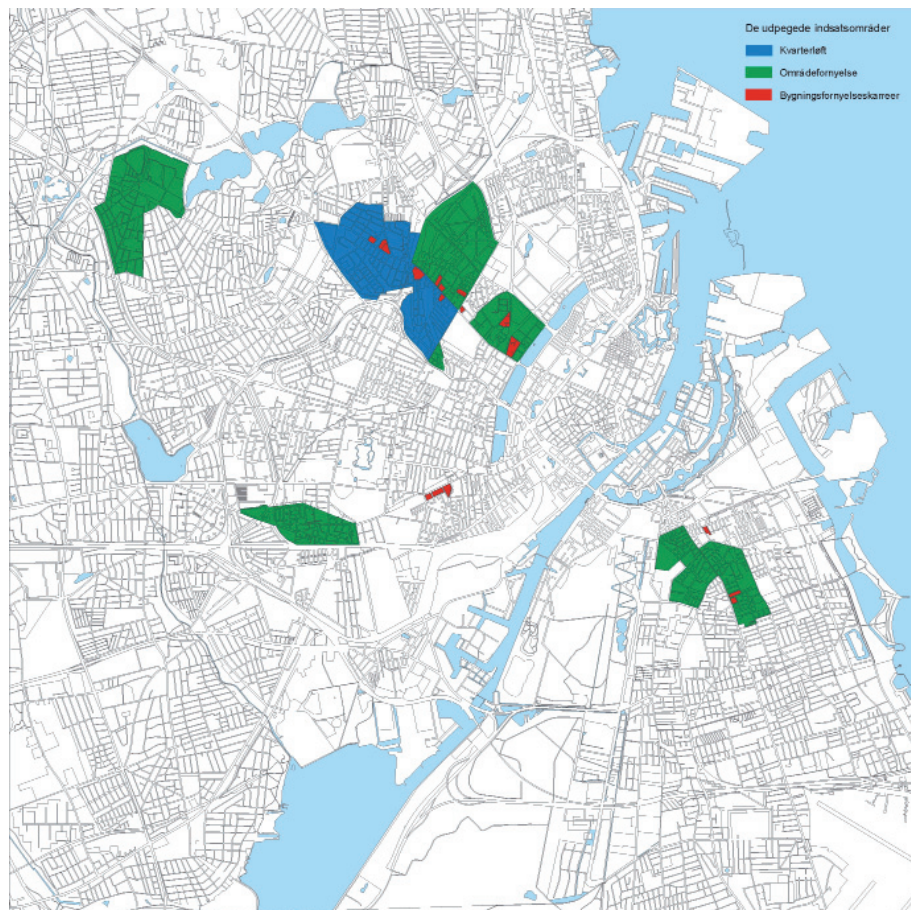 De udpegede indsatsområder
Kvarterløft
Områdefornyelse
Bygningsfornyelseskarreer